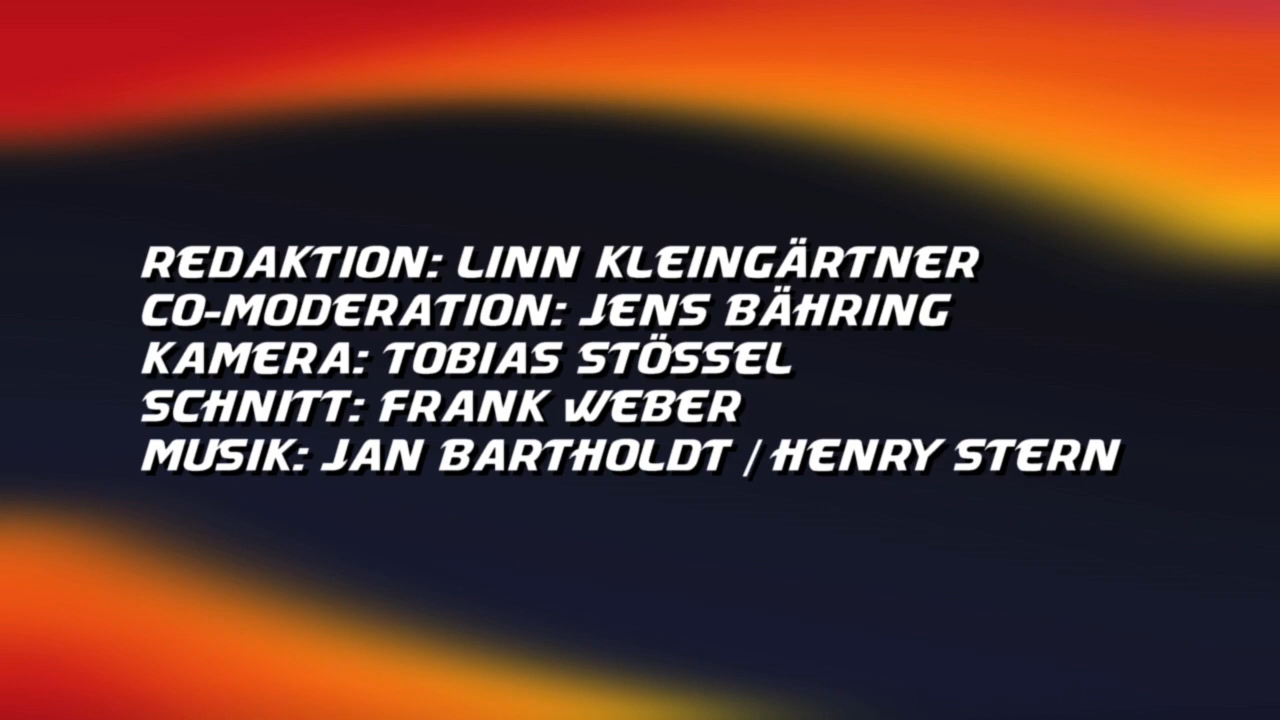 REDAKTION: LINN KLEINGÄRTNER
CO-MODERATION: JENS BÄHRING
KAMERA: TOBIAS STÖSSEL
SCHNITT: FRANK WEBER
MUSIK: JAN BARTHOLDT / HENRY STERN